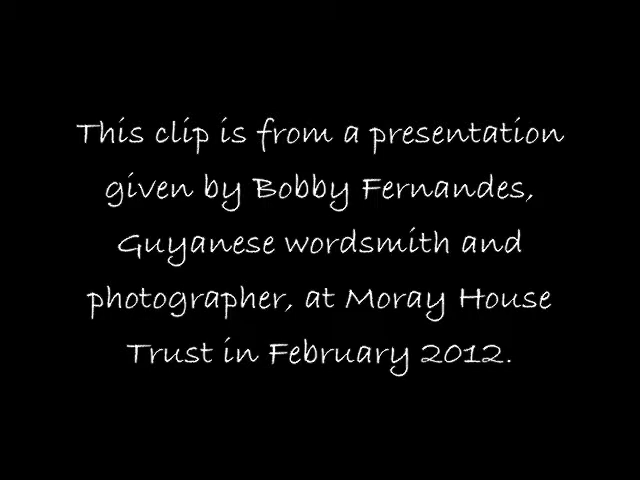 This clip is from a presentation
given by Bobby Fernandes,
Guyanese wordsmith and
photographer, at Moray House
Trust in February 2012.